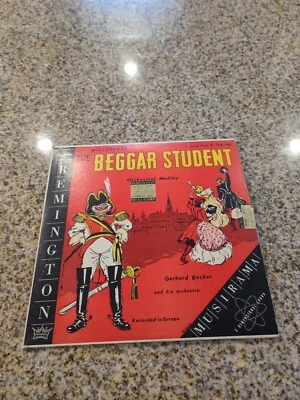 MILLOECKER
THE BEGGAR STUDENT
Orchestral Medley
REMINGTON
Gerhard Becker
and his orchestra
MUSIRAMA
Recorded in Europe